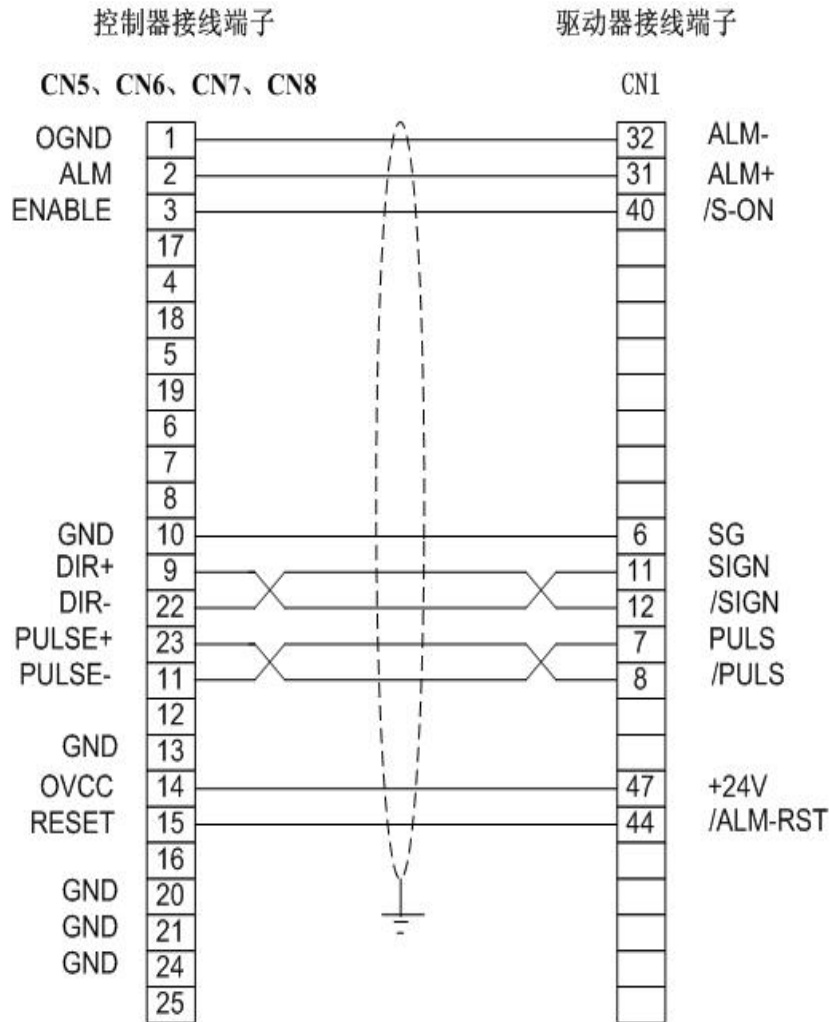 控制器接线端子 驱动器接线端子
CN5、CN6、CN7、CN8 CN1
OGND 1 32 ALM-
ALM 2 31 ALM+
ENABLE 3 40 /S-ON
17
4
18
5
19
6
7
8
GND 10 6 SG
DIR+ 9 11 SIGN
DIR- 22 12 /SIGN
PULSE+ 23 7 PULS
PULSE- 11 8 /PULS
12
GND 13
OVCC 14 47 +24V
RESET 15 44 /ALM-RST
16
GND 20
GND 21
GND 24
25